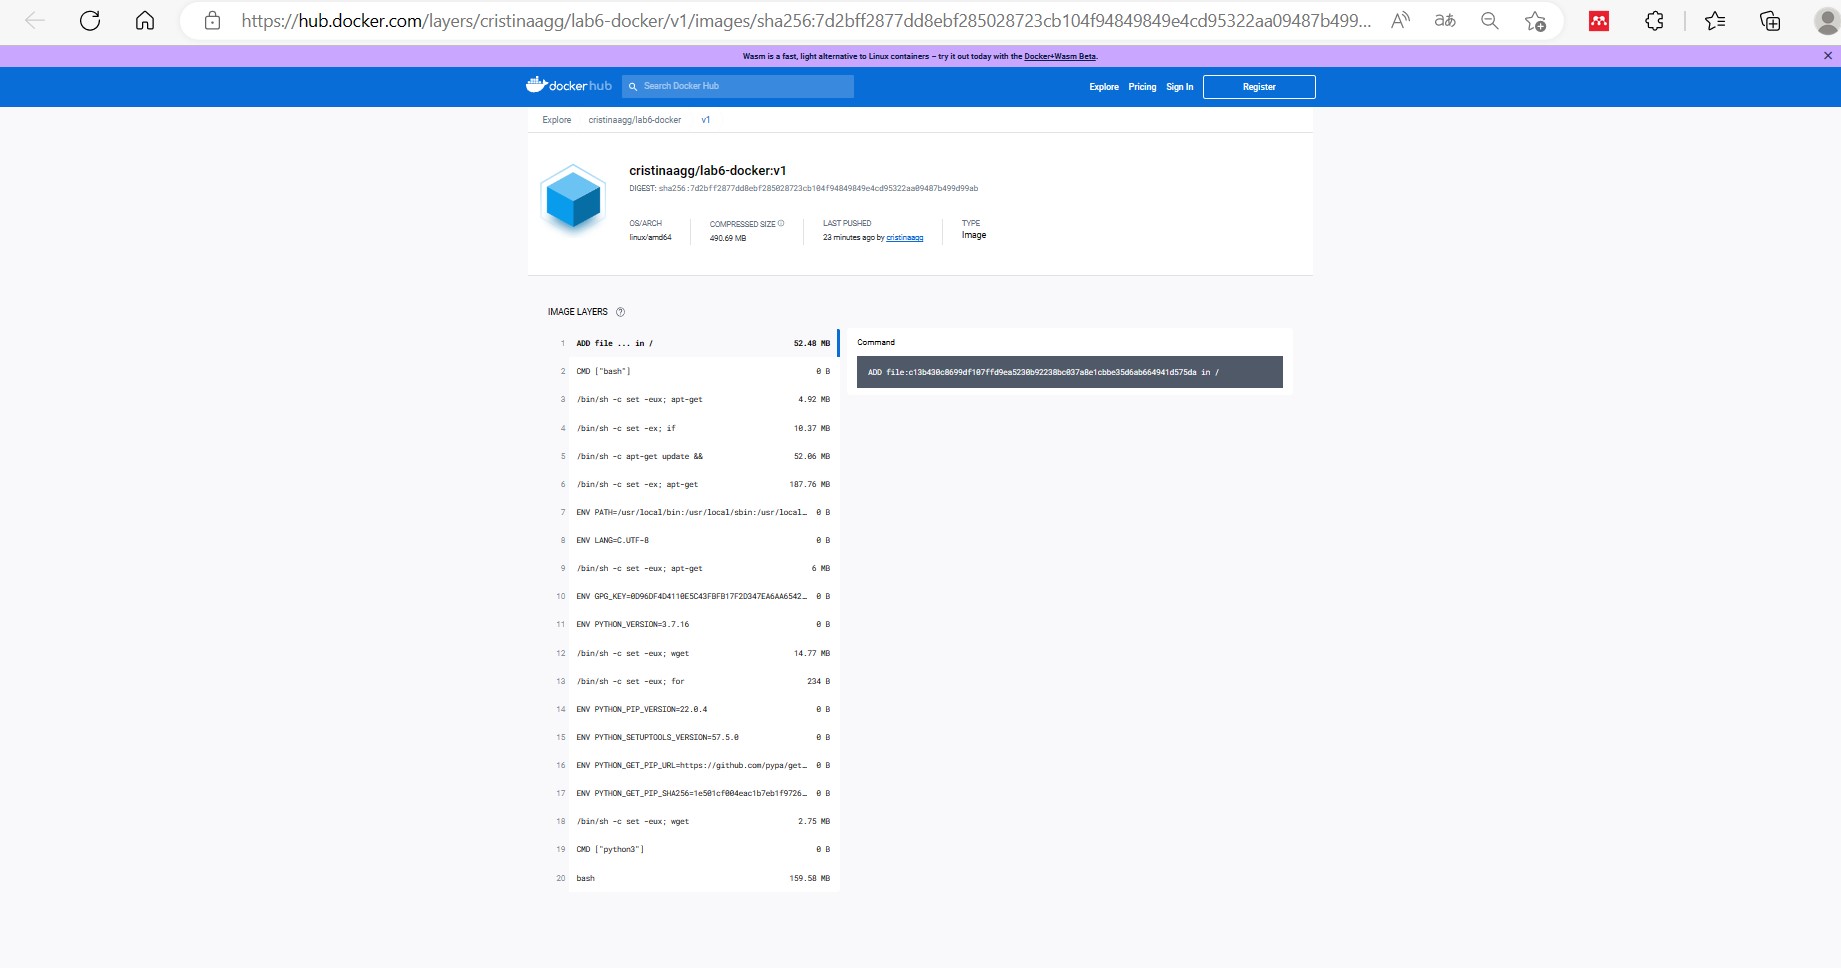 https://hub.docker.com/layers/cristinaagg/lab6-docker/v1/images/sha256:7d2bff2877dd8ebf285028723cb104f94849849e4cd95322aa09487b499...
Wasm is a fast, light alternative to Linux containers – try it out today with the Docker+Wasm Beta.
docker hub
Search Docker Hub
Explore Pricing Sign In Register
Explore cristinaagg/lab6-docker v1
cristinaagg/lab6-docker:v1
DIGEST: sha256:7d2bff2877dd8ebf285028723cb104f94849849e4cd95322aa09487b499d99ab
OS/ARCH COMPRESSED SIZE LAST PUSHED TYPE
linux/amd64 490.69 MB 23 minutes ago by cristinaagg Image
IMAGE LAYERS
1 ADD file ... in / 52.48 MB
Command
ADD file:c13b430c8699df107ffd9ea5230b92238bc037a8e1cbbe35d6ab664941d575da in /
2 CMD ["bash"] 0 B
3 /bin/sh -c set -eux; apt-get 4.92 MB
4 /bin/sh -c set -ex; if 10.37 MB
5 /bin/sh -c apt-get update && 52.06 MB
6 /bin/sh -c set -ex; apt-get 187.76 MB
7 ENV PATH=/usr/local/bin:/usr/local/sbin:/usr/local… 0 B
8 ENV LANG=C.UTF-8 0 B
9 /bin/sh -c set -eux; apt-get 6 MB
10 ENV GPG_KEY=0D96DF4D4110E5C43FBFB17F2D347EA6AA6542… 0 B
11 ENV PYTHON_VERSION=3.7.16 0 B
12 /bin/sh -c set -eux; wget 14.77 MB
13 /bin/sh -c set -eux; for 234 B
14 ENV PYTHON_PIP_VERSION=22.0.4 0 B
15 ENV PYTHON_SETUPTOOLS_VERSION=57.5.0 0 B
16 ENV PYTHON_GET_PIP_URL=https://github.com/pypa/get… 0 B
17 ENV PYTHON_GET_PIP_SHA256=1e501cf004eac1b7eb1f9726… 0 B
18 /bin/sh -c set -eux; wget 2.75 MB
19 CMD ["python3"] 0 B
20 bash 159.58 MB